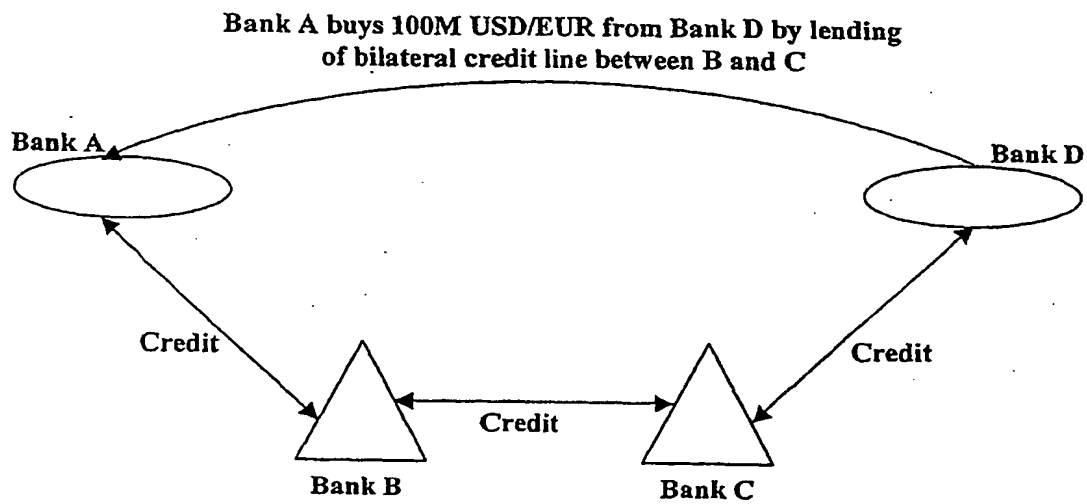 Bank A buys 100M USD/EUR from Bank D by lending
of bilateral credit line between B and C
Bank A
Bank D
Credit
Credit
Credit
Bank B
Bank C